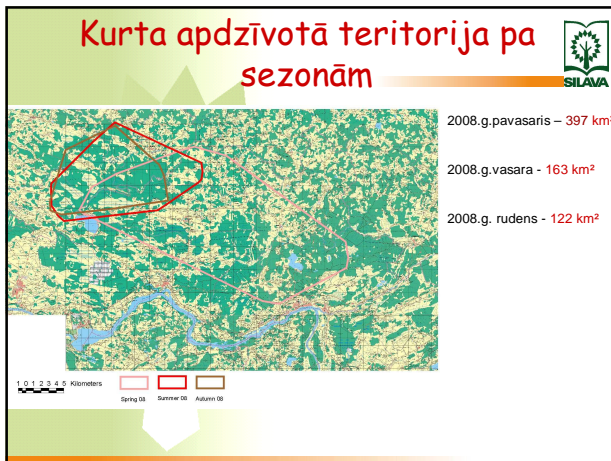 Kurta apdzīvotā teritorija pa
sezonām
SILAVA
2008.g.pavasaris – 397 km²
2008.g.vasara - 163 km²
2008.g. rudens - 122 km²
1 0 1 2 3 4 5 Kilometers
Spring 08 Summer 08 Autumn 08